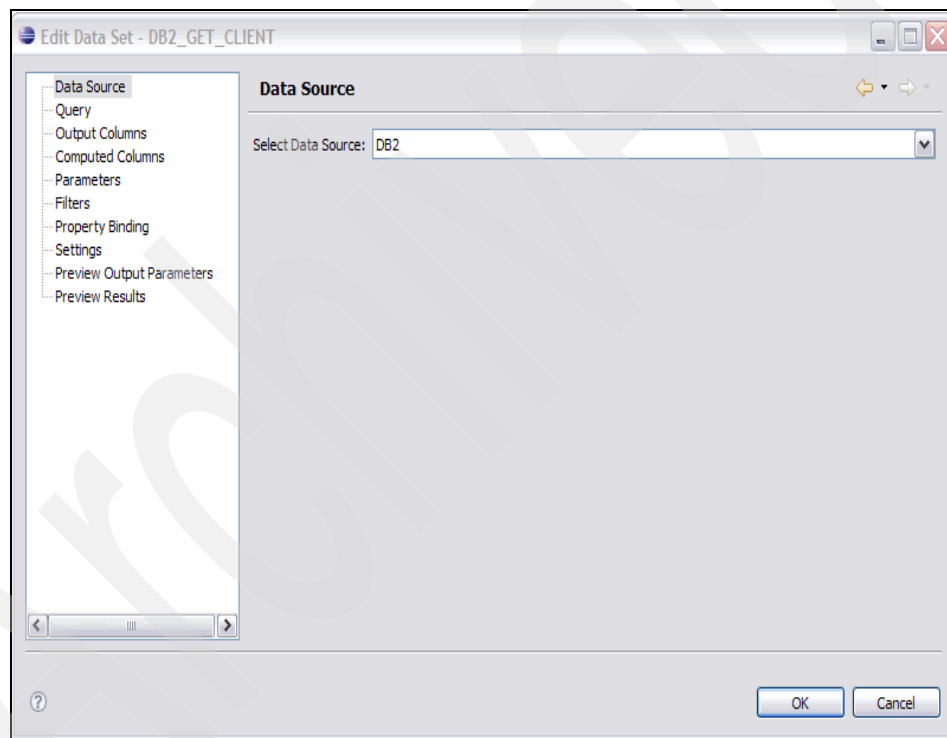 Edit Data Set - DB2_GET_CLIENT
Data Source
Query
Output Columns
Computed Columns
Parameters
Filters
Property Binding
Settings
Preview Output Parameters
Preview Results
Data Source
Select Data Source: DB2
?
OK
Cancel
Archived